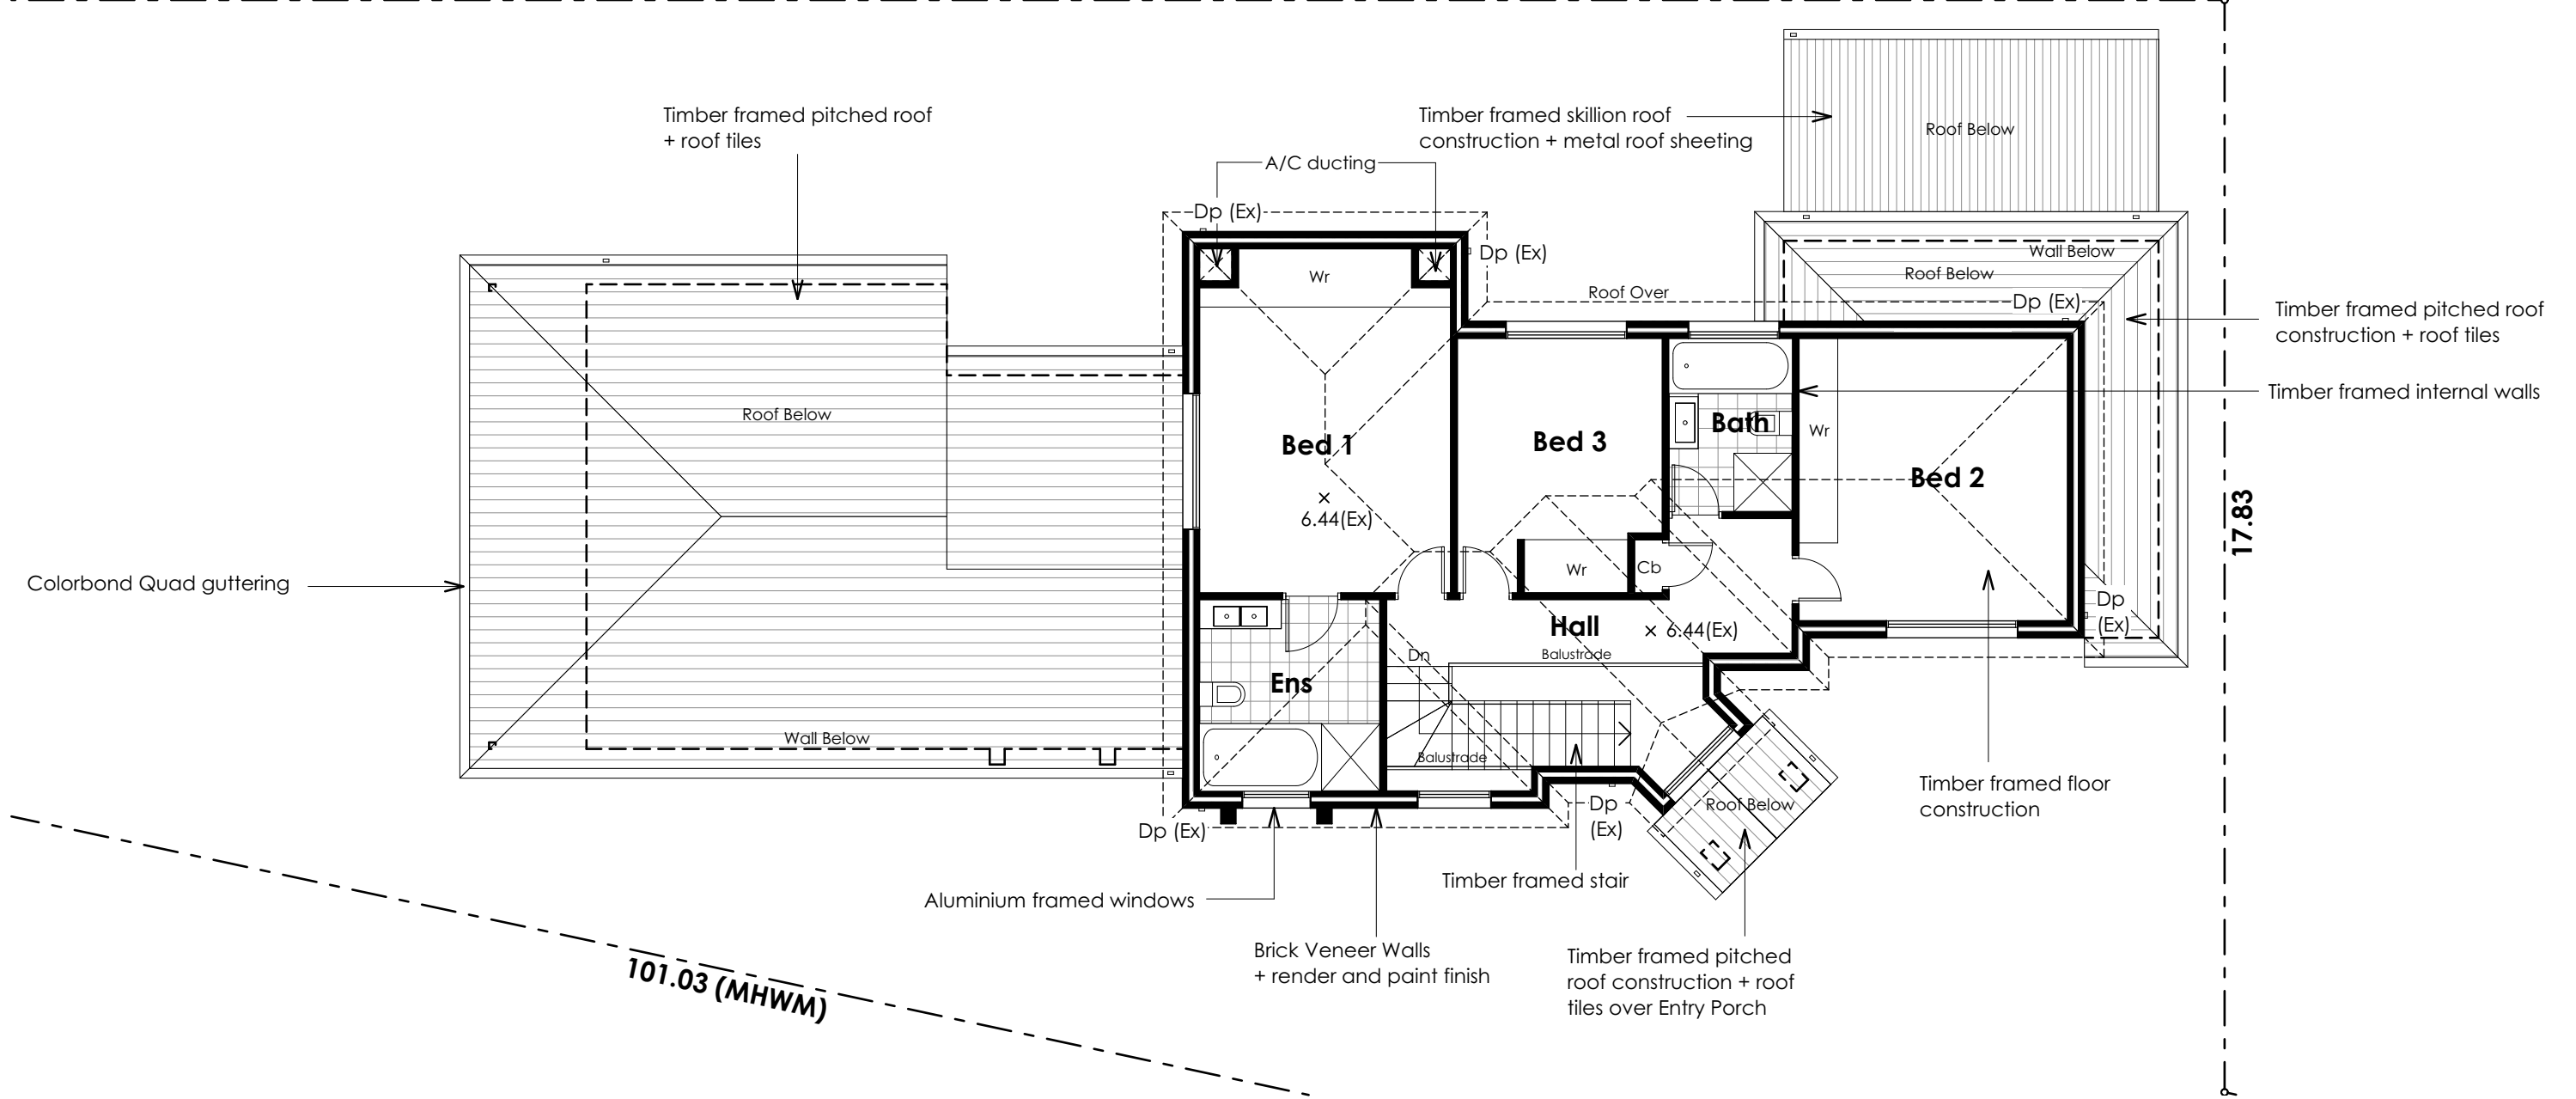 Timber framed pitched roof
+ roof tiles
Timber framed skillion roof
construction + metal roof sheeting
Roof Below
A/C ducting
Dp (Ex)
Dp (Ex)
Wall Below
Roof Below
Wr
Roof Over
Dp (Ex)
Timber framed pitched roof
construction + roof tiles
Timber framed internal walls
Roof Below
Bed 1
Bed 3
Bath
Wr
Bed 2
6.44(Ex)
17.83
Colorbond Quad guttering
Wr
Cb
Dp
(Ex)
Hall
6.44(Ex)
Dn
Balustrade
Ens
Wall Below
Balustrade
Dp (Ex)
Dp
(Ex)
Roof Below
Timber framed floor
construction
Timber framed stair
Aluminium framed windows
Brick Veneer Walls
+ render and paint finish
Timber framed pitched
roof construction + roof
tiles over Entry Porch
101.03 (MHWM)